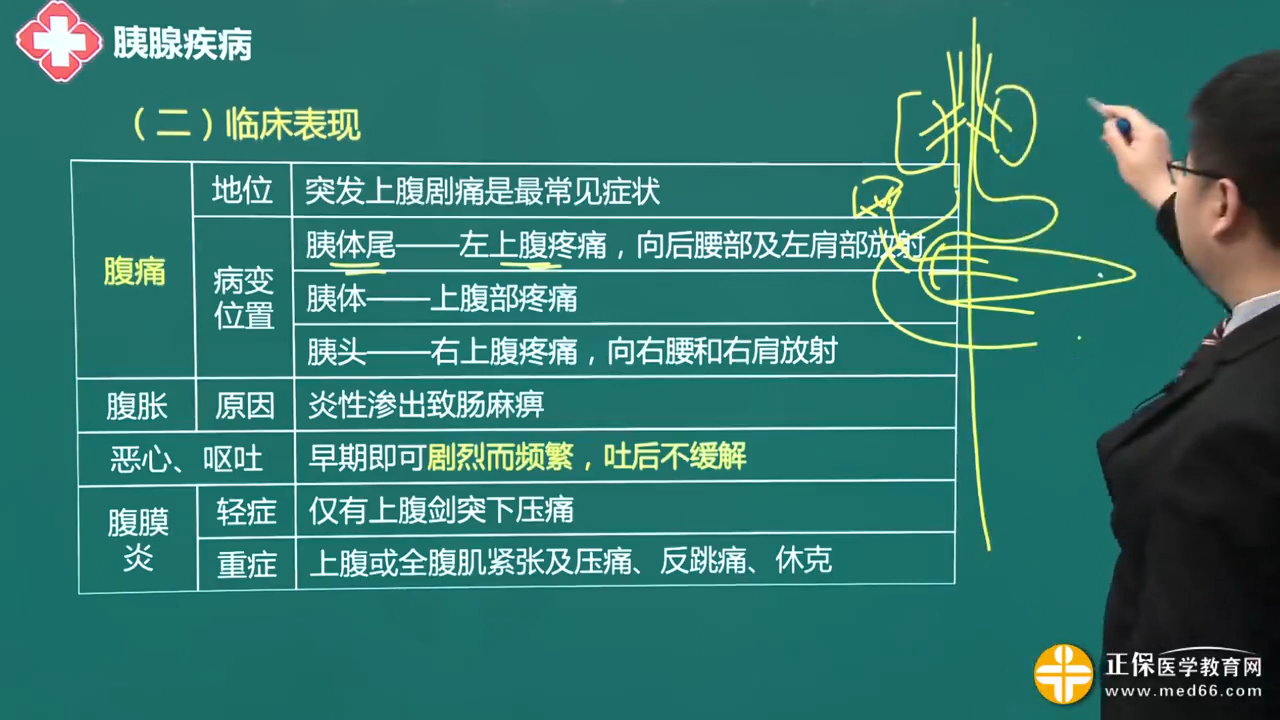 胰腺疾病
（二）临床表现
腹痛
地位
突发上腹剧痛是最常见症状
病变
位置
胰体尾——左上腹疼痛，向后腰部及左肩部放射
胰体——上腹部疼痛
胰头——右上腹疼痛，向右腰和右肩放射
腹胀
原因
炎性渗出致肠麻痹
恶心、呕吐
早期即可剧烈而频繁，吐后不缓解
腹膜
炎
轻症
仅有上腹剑突下压痛
重症
上腹或全腹肌紧张及压痛、反跳痛、休克
正保医学教育网
www.med66.com